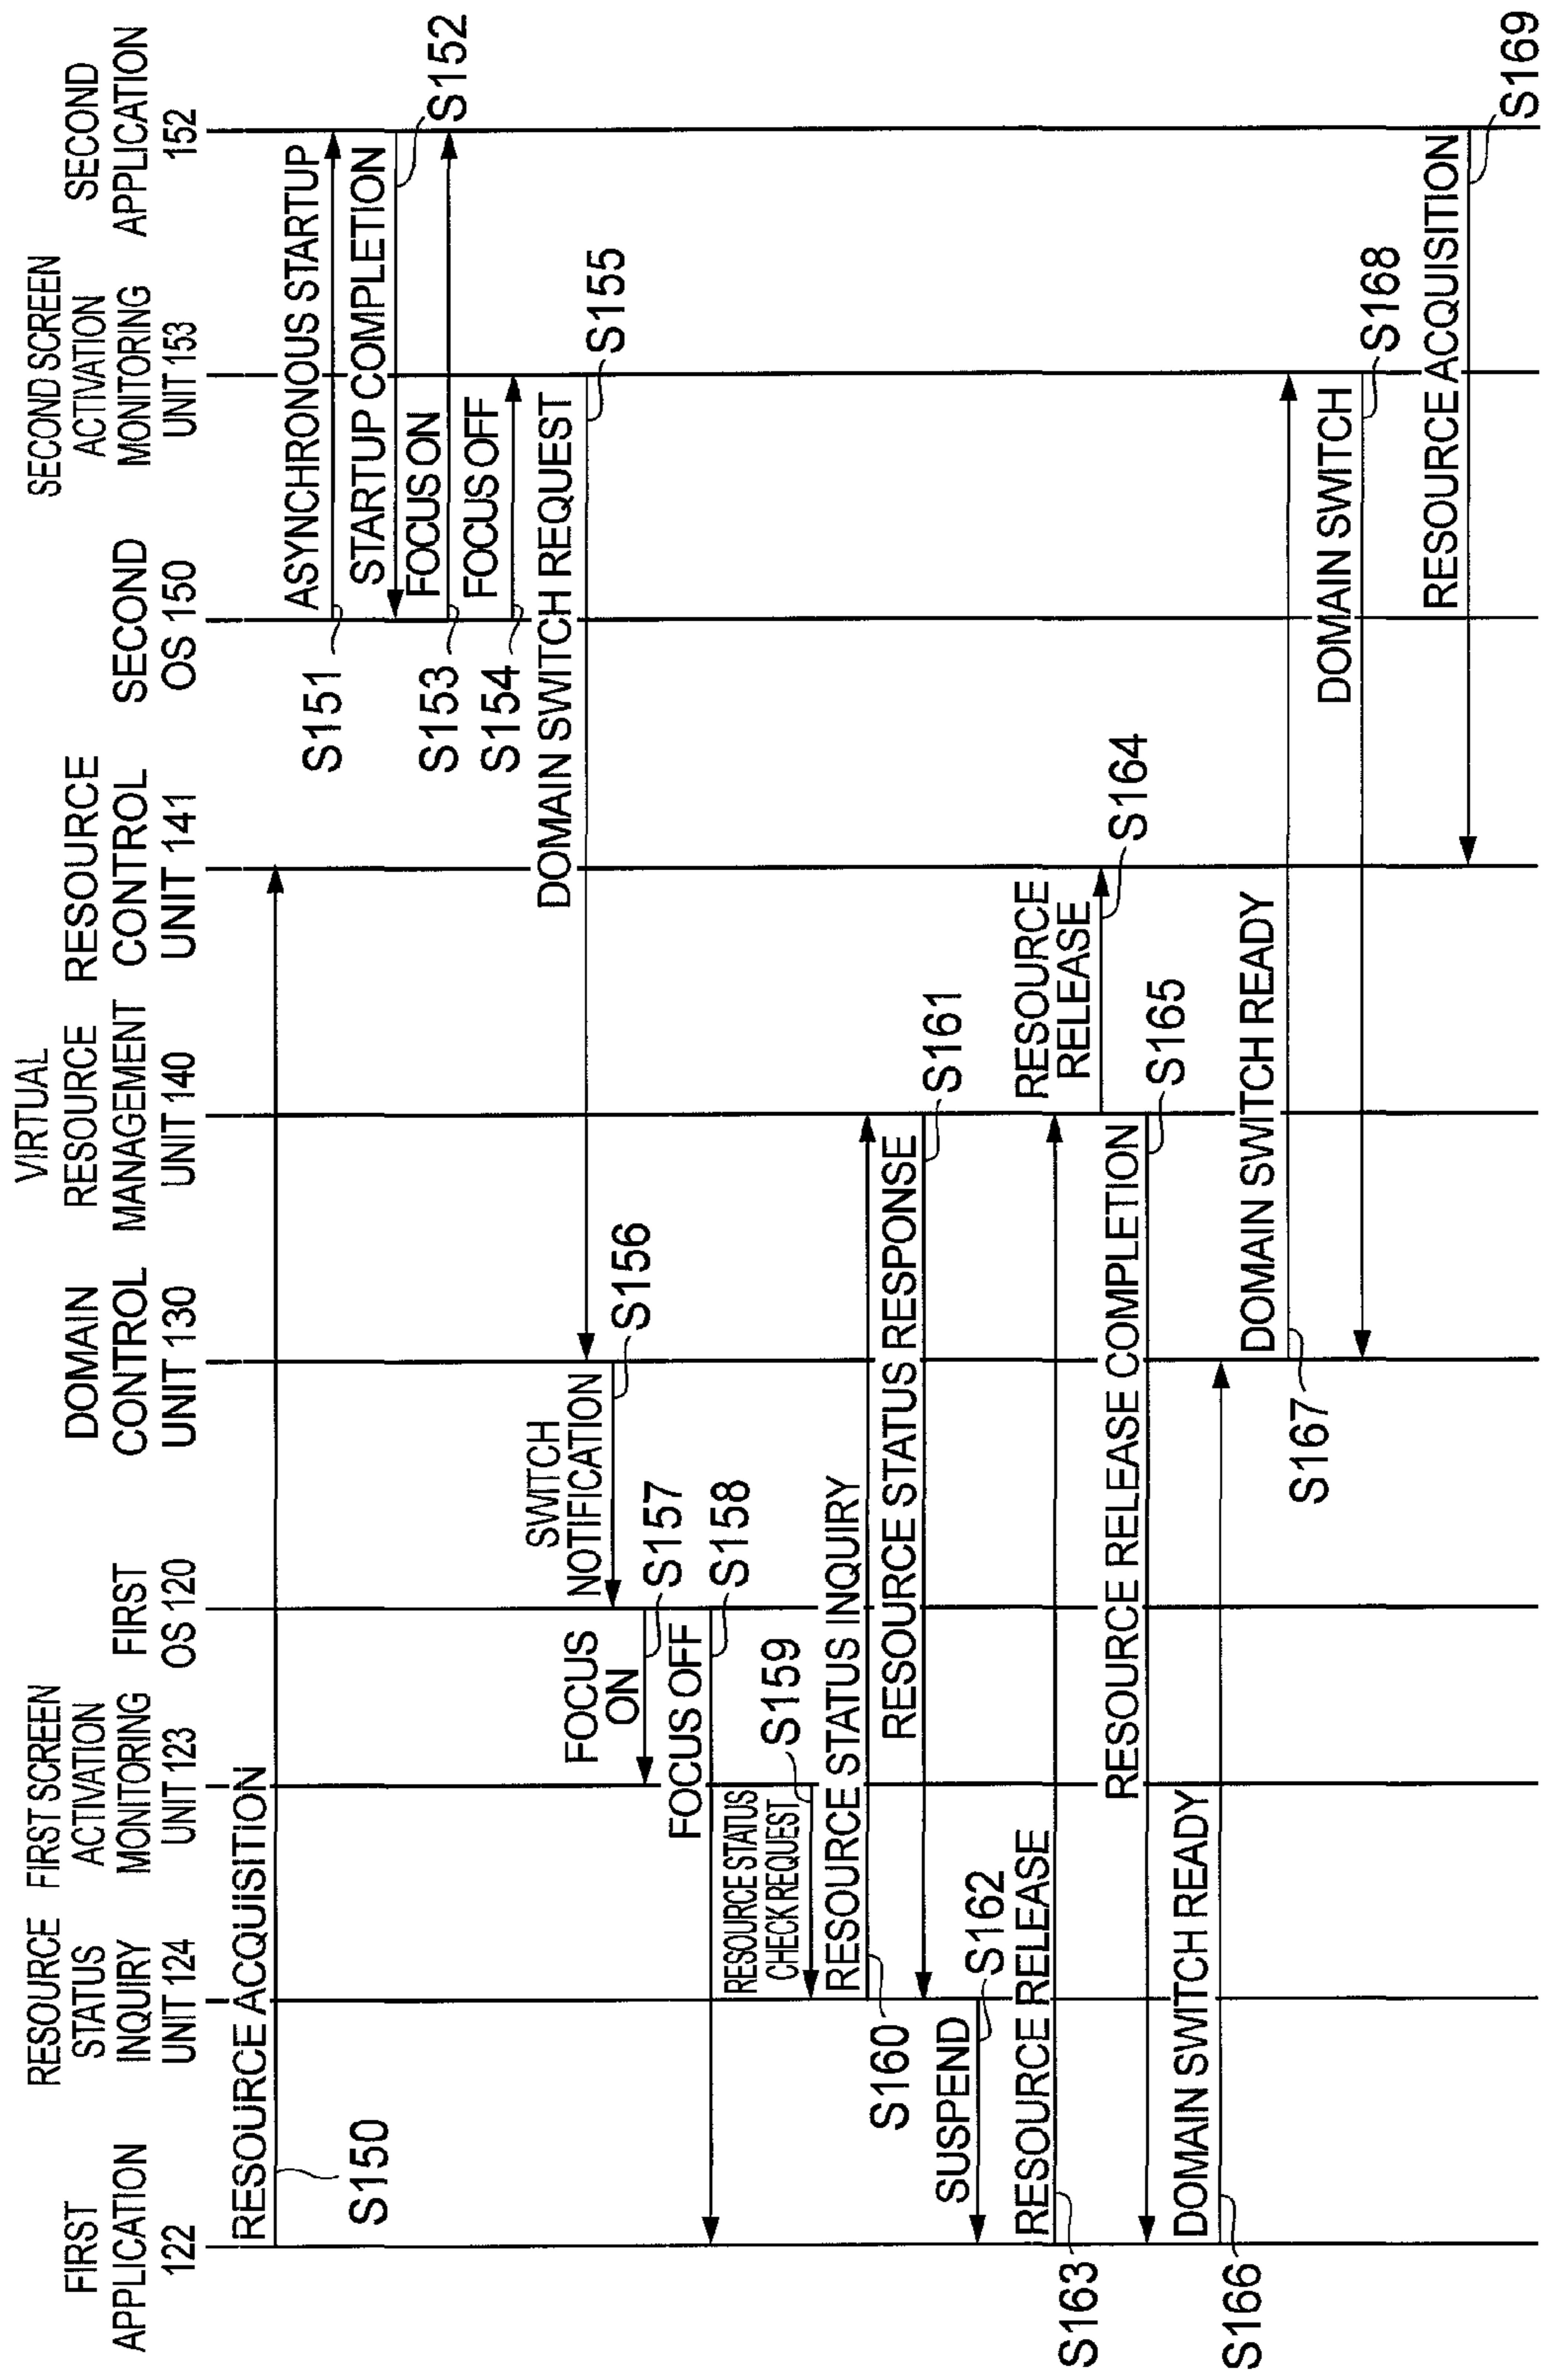 FIRST
APPLICATION
122
RESOURCE
STATUS
INQUIRY
UNIT 124
FIRST SCREEN
ACTIVATION
MONITORING
UNIT 123
FIRST
OS 120
DOMAIN
CONTROL
UNIT 130
VIRTUAL
RESOURCE
MANAGEMENT
UNIT 140
RESOURCE
CONTROL
UNIT 141
SECOND
OS 150
SECOND SCREEN
ACTIVATION
MONITORING
UNIT 153
SECOND
APPLICATION
152
RESOURCE ACQUISITION
S150
ASYNCHRONOUS STARTUP
S151
STARTUP COMPLETION
S152
FOCUS ON
S153
FOCUS OFF
S154
DOMAIN SWITCH REQUEST
S155
SWITCH
NOTIFICATION
S156
FOCUS
ON
S157
FOCUS OFF
S158
RESOURCE STATUS
CHECK REQUEST
S159
RESOURCE STATUS INQUIRY
S160
RESOURCE STATUS RESPONSE
S161
SUSPEND
S162
RESOURCE RELEASE
S163
RESOURCE
RELEASE
S164
RESOURCE RELEASE COMPLETION
S165
DOMAIN SWITCH READY
S166
DOMAIN SWITCH READY
S167
DOMAIN SWITCH
S168
RESOURCE ACQUISITION
S169